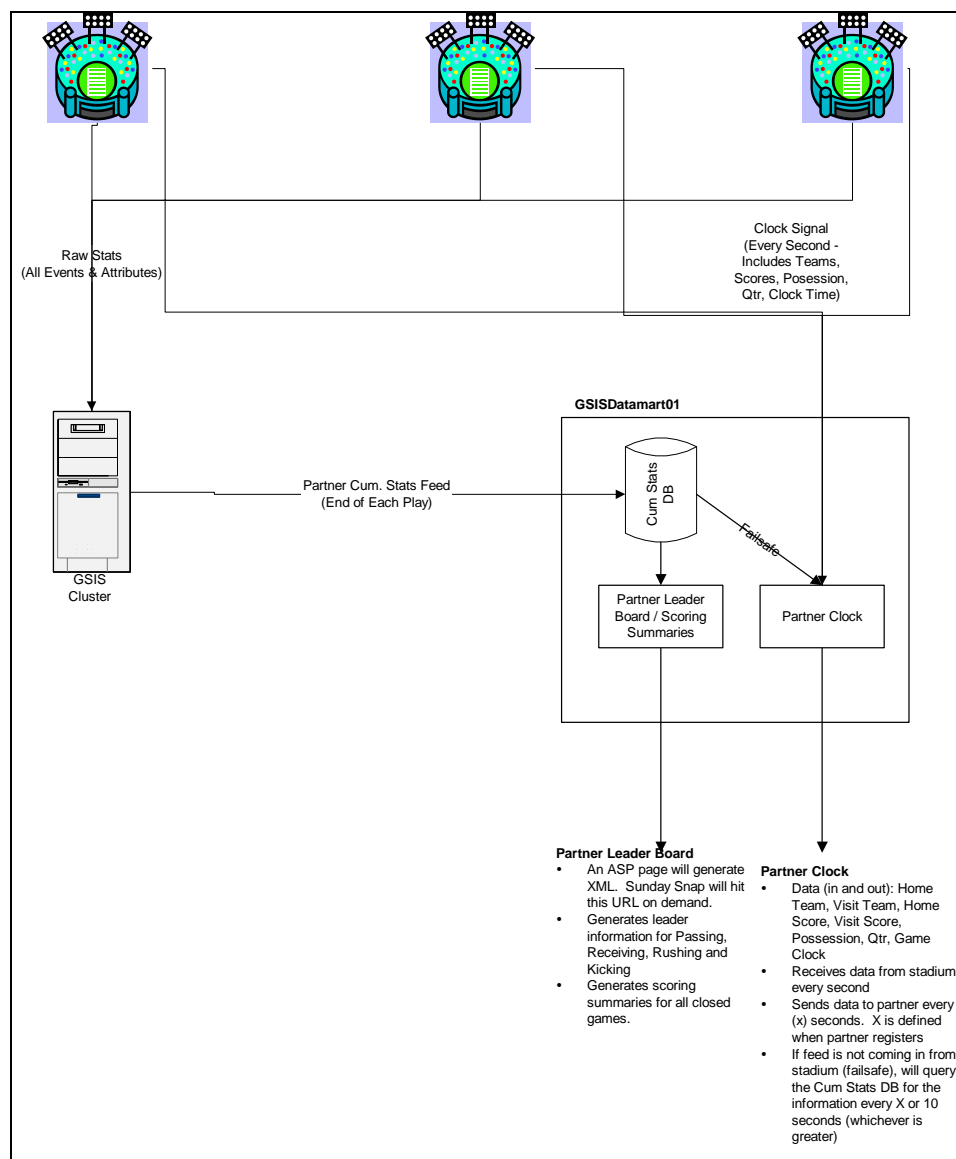 Raw Stats
(All Events & Attributes)
Clock Signal
(Every Second -
Includes Teams,
Scores, Posession,
Qtr, Clock Time)
GSISDatamart01
Cum Stats
DB
Failsafe
Partner Cum. Stats Feed
(End of Each Play)
GSIS
Cluster
Partner Leader
Board / Scoring
Summaries
Partner Clock
Partner Leader Board
• An ASP page will generate
XML. Sunday Snap will hit
this URL on demand.
• Generates leader
information for Passing,
Receiving, Rushing and
Kicking
• Generates scoring
summaries for all closed
games.
Partner Clock
• Data (in and out): Home
Team, Visit Team, Home
Score, Visit Score,
Possession, Qtr, Game
Clock
• Receives data from stadium
every second
• Sends data to partner every
(x) seconds. X is defined
when partner registers
• If feed is not coming in from
stadium (failsafe), will query
the Cum Stats DB for the
information every X or 10
seconds (whichever is
greater)